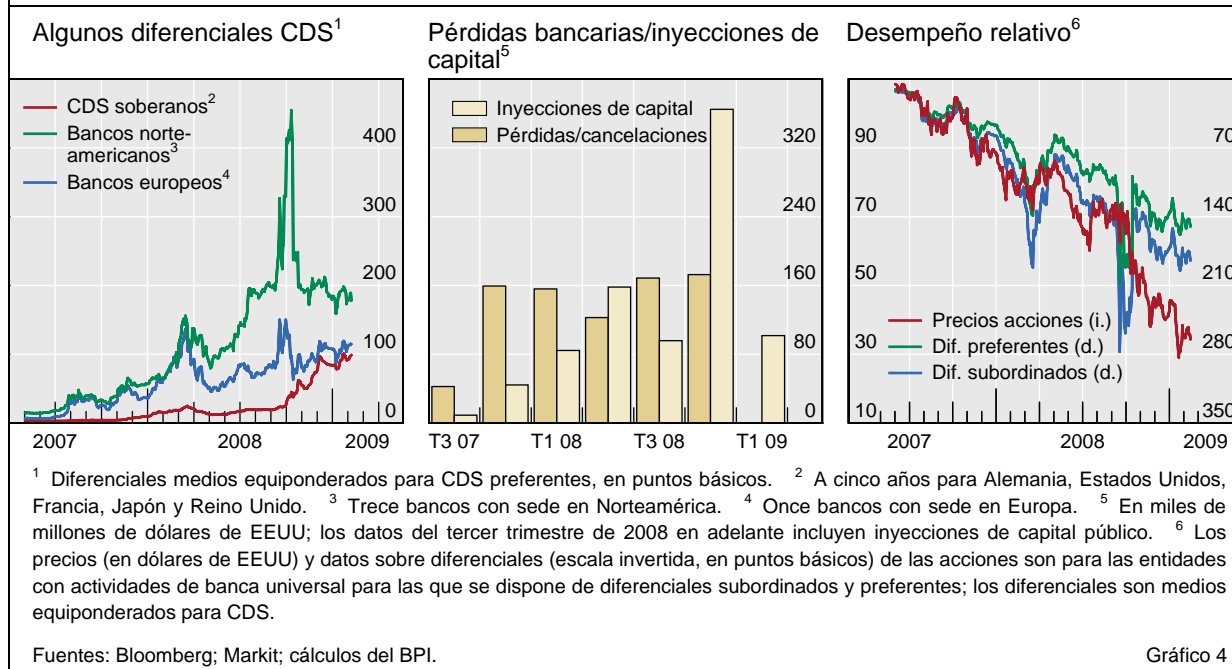 Algunos diferenciales CDS1
CDS soberanos2
Bancos norte-
americanos3
Bancos europeos4
400
300
200
100
0
2007 2008 2009
Pérdidas bancarias/inyecciones de
capital5
Inyecciones de capital
Pérdidas/cancelaciones
320
240
160
80
0
T3 07 T1 08 T3 08 T1 09
Desempeño relativo6
90 70
70 140
50 210
30 280
10 350
Precios acciones (i.)
Dif. preferentes (d.)
Dif. subordinados (d.)
2007 2008 2009
1 Diferenciales medios equiponderados para CDS preferentes, en puntos básicos. 2 A cinco años para Alemania, Estados Unidos,
Francia, Japón y Reino Unido. 3 Trece bancos con sede en Norteamérica. 4 Once bancos con sede en Europa. 5 En miles de
millones de dólares de EEUU; los datos del tercer trimestre de 2008 en adelante incluyen inyecciones de capital público. 6 Los
precios (en dólares de EEUU) y datos sobre diferenciales (escala invertida, en puntos básicos) de las acciones son para las entidades
con actividades de banca universal para las que se dispone de diferenciales subordinados y preferentes; los diferenciales son medios
equiponderados para CDS.
Fuentes: Bloomberg; Markit; cálculos del BPI. Gráfico 4